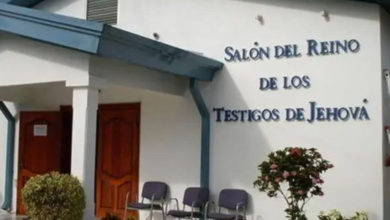 SALÓN DEL REINO
DE LOS
TESTIGOS DE JEHOVÁ